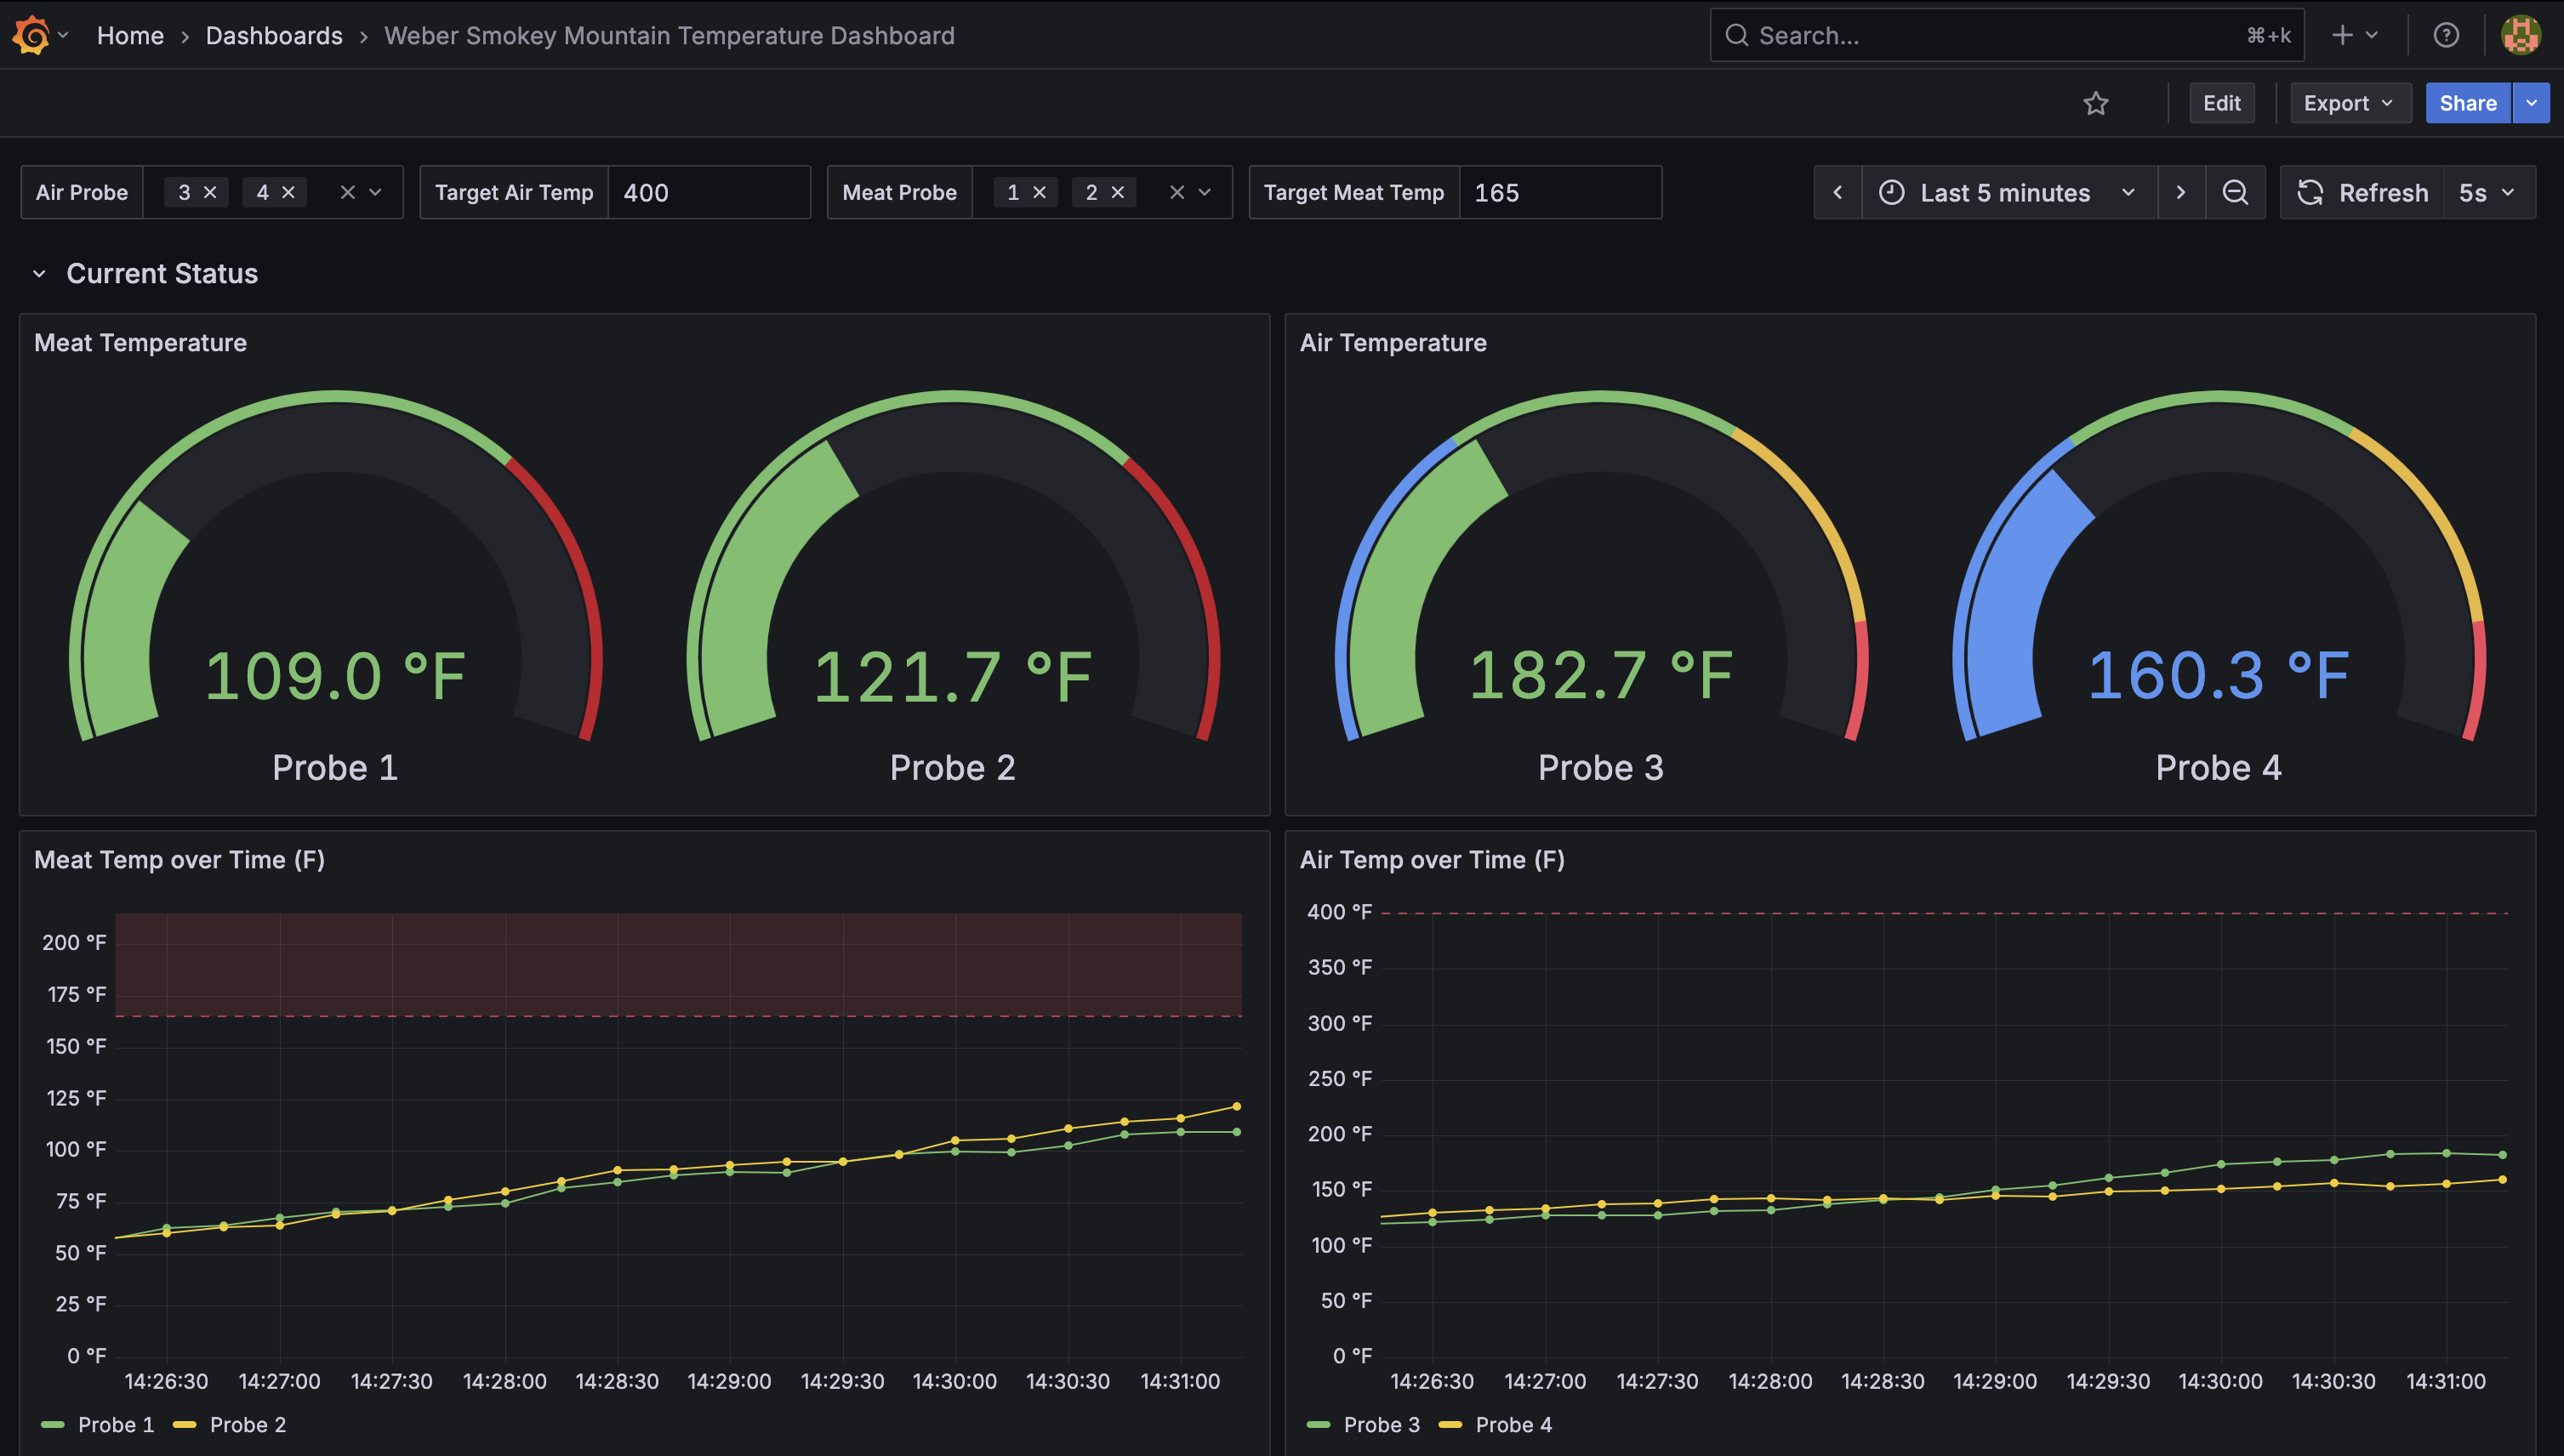 Home › Dashboards › Weber Smokey Mountain Temperature Dashboard Search... ⌘+k
Edit Export Share
Air Probe 3 4 Target Air Temp 400 Meat Probe 1 2 Target Meat Temp 165 Last 5 minutes Refresh 5s
Current Status
Meat Temperature
109.0 °F
Probe 1
121.7 °F
Probe 2
Air Temperature
182.7 °F
Probe 3
160.3 °F
Probe 4
Meat Temp over Time (F)
200 °F
175 °F
150 °F
125 °F
100 °F
75 °F
50 °F
25 °F
0 °F
14:26:30 14:27:00 14:27:30 14:28:00 14:28:30 14:29:00 14:29:30 14:30:00 14:30:30 14:31:00
Probe 1 Probe 2
Air Temp over Time (F)
400 °F
350 °F
300 °F
250 °F
200 °F
150 °F
100 °F
50 °F
0 °F
14:26:30 14:27:00 14:27:30 14:28:00 14:28:30 14:29:00 14:29:30 14:30:00 14:30:30 14:31:00
Probe 3 Probe 4